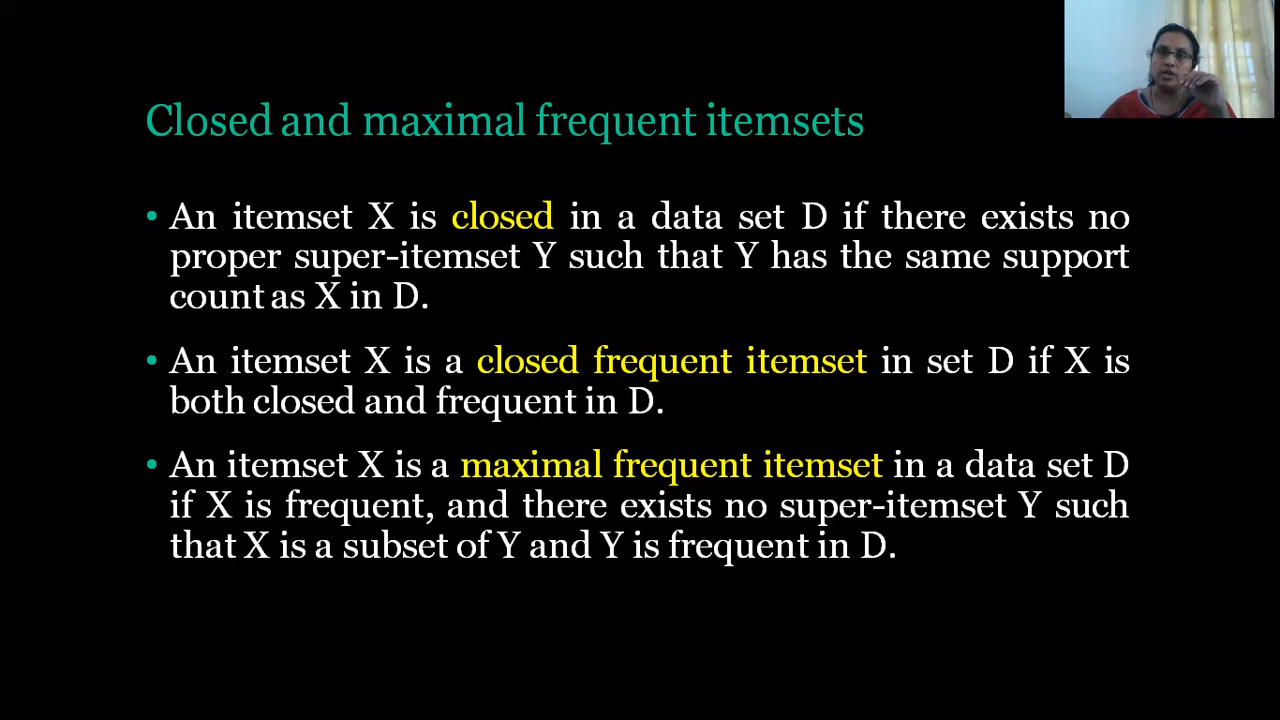 Closed and maximal frequent itemsets
• An itemset X is closed in a data set D if there exists no
proper super-itemset Y such that Y has the same support
count as X in D.
• An itemset X is a closed frequent itemset in set D if X is
both closed and frequent in D.
• An itemset X is a maximal frequent itemset in a data set D
if X is frequent, and there exists no super-itemset Y such
that X is a subset of Y and Y is frequent in D.